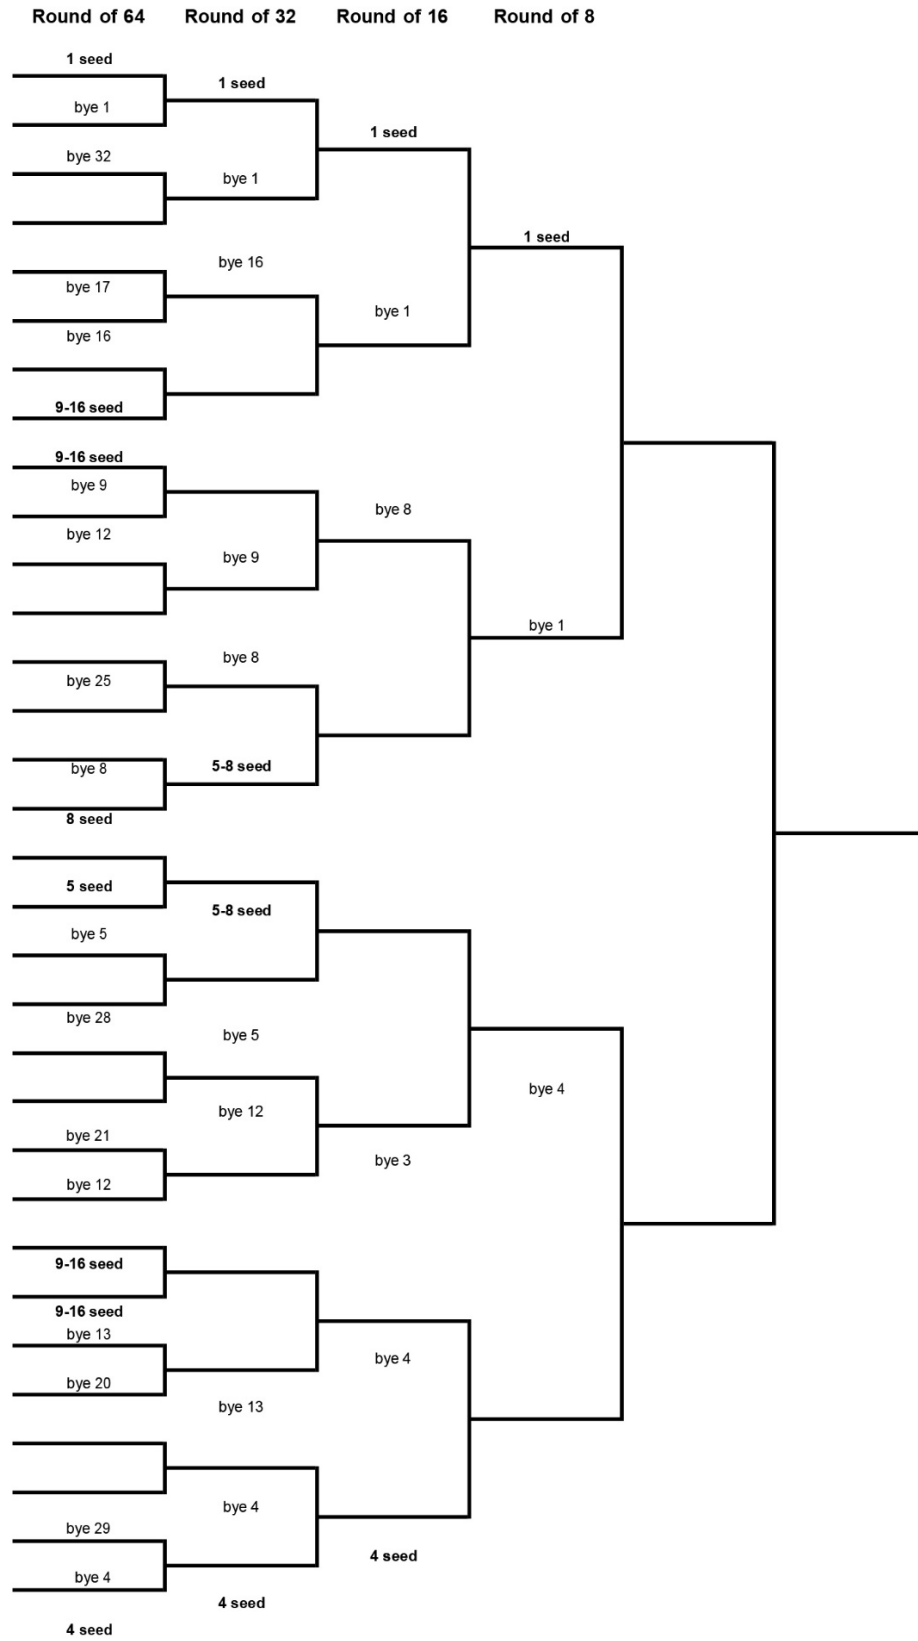 Round of 64 Round of 32 Round of 16 Round of 8
1 seed
1 seed
bye 1
1 seed
bye 32
bye 1
1 seed
bye 16
bye 17
bye 1
bye 16
9-16 seed
9-16 seed
bye 9
bye 8
bye 12
bye 9
bye 1
bye 8
bye 25
5-8 seed
bye 8
8 seed
5 seed
5-8 seed
bye 5
bye 28
bye 5
bye 4
bye 12
bye 21
bye 3
bye 12
9-16 seed
9-16 seed
bye 13
bye 4
bye 20
bye 13
bye 4
bye 29
4 seed
bye 4
4 seed
4 seed